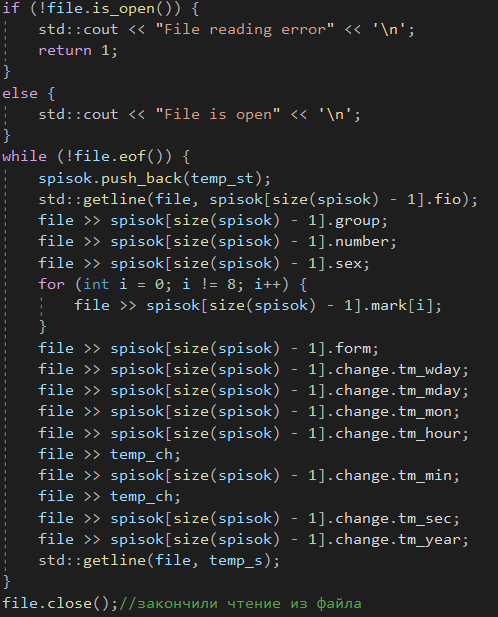 if (!file.is_open()) {
    std::cout << "File reading error" << '\n';
    return 1;
}
else {
    std::cout << "File is open" << '\n';
}
while (!file.eof()) {
    spisok.push_back(temp_st);
    std::getline(file, spisok[size(spisok) - 1].fio);
    file >> spisok[size(spisok) - 1].group;
    file >> spisok[size(spisok) - 1].number;
    file >> spisok[size(spisok) - 1].sex;
    for (int i = 0; i != 8; i++) {
        file >> spisok[size(spisok) - 1].mark[i];
    }
    file >> spisok[size(spisok) - 1].form;
    file >> spisok[size(spisok) - 1].change.tm_wday;
    file >> spisok[size(spisok) - 1].change.tm_mday;
    file >> spisok[size(spisok) - 1].change.tm_mon;
    file >> spisok[size(spisok) - 1].change.tm_hour;
    file >> temp_ch;
    file >> spisok[size(spisok) - 1].change.tm_min;
    file >> temp_ch;
    file >> spisok[size(spisok) - 1].change.tm_sec;
    file >> spisok[size(spisok) - 1].change.tm_year;
    std::getline(file, temp_s);
}
file.close();//закончили чтение из файла